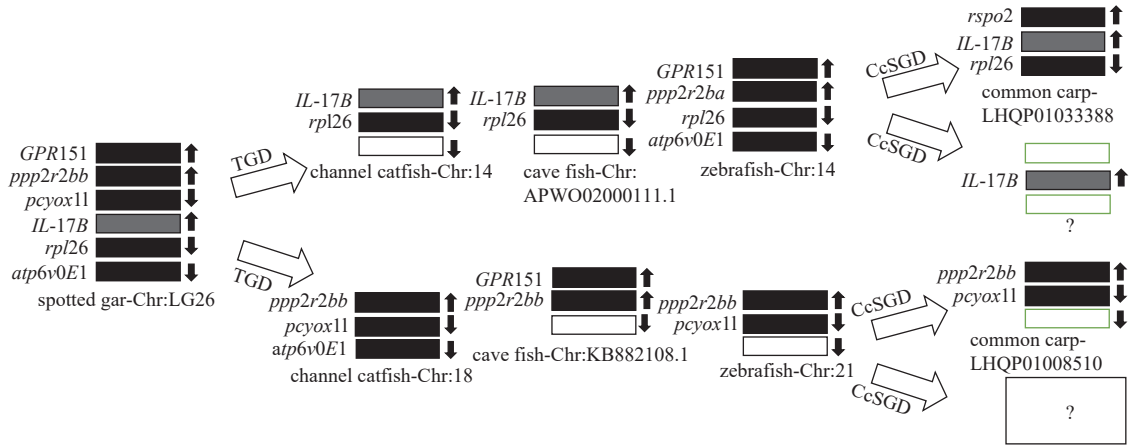 GPR151
ppp2r2bb
pcyox11
IL-17B
rpl26
atp6v0E1
spotted gar-Chr:LG26
TGD
TGD
IL-17B
rpl26
channel catfish-Chr:14
IL-17B
rpl26
cave fish-Chr:
APWO02000111.1
GPR151
ppp2r2ba
rpl26
atp6v0E1
zebrafish-Chr:14
CcSGD
CcSGD
rspo2
IL-17B
rpl26
common carp-
LHQP01033388
IL-17B
?
ppp2r2bb
pcyox11
atp6v0E1
channel catfish-Chr:18
GPR151
ppp2r2bb
cave fish-Chr:KB882108.1
ppp2r2bb
pcyox11
zebrafish-Chr:21
CcSGD
CcSGD
ppp2r2bb
pcyox11
common carp-
LHQP01008510
?